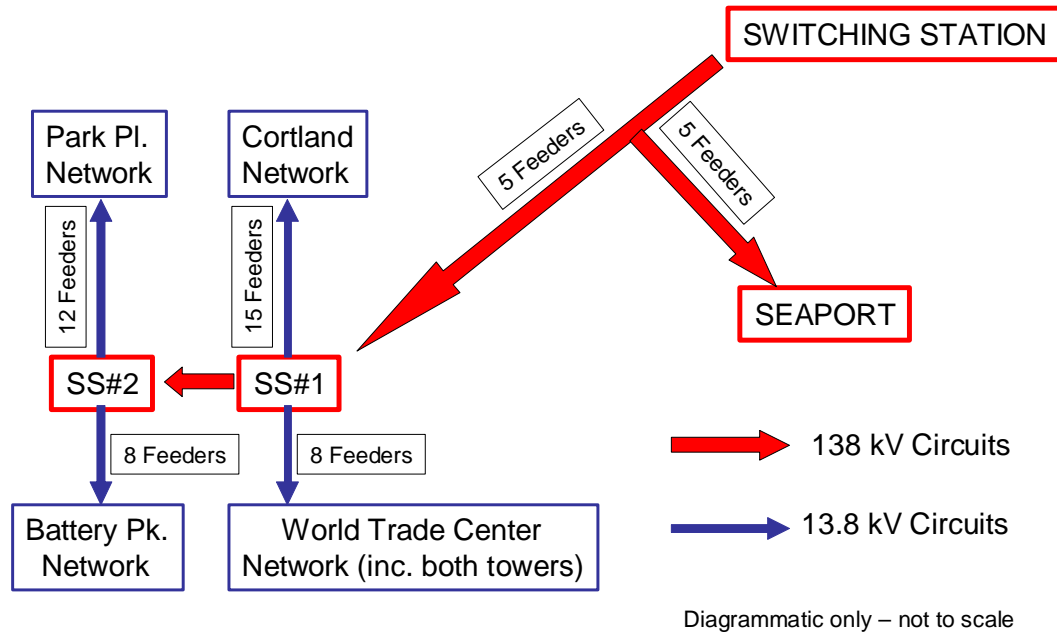 SWITCHING STATION
Park Pl.
Network
Cortland
Network
5 Feeders
5 Feeders
12 Feeders
15 Feeders
SEAPORT
SS#2
SS#1
8 Feeders
8 Feeders
138 kV Circuits
Battery Pk.
Network
World Trade Center
Network (inc. both towers)
13.8 kV Circuits
Diagrammatic only – not to scale